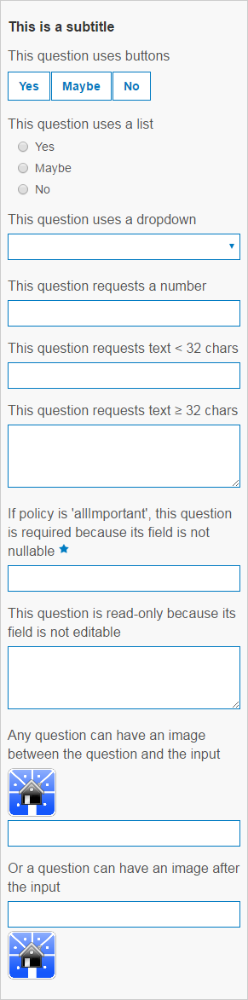 This is a subtitle
This question uses buttons
Yes Maybe No
This question uses a list
Yes
Maybe
No
This question uses a dropdown
This question requests a number
This question requests text < 32 chars
This question requests text ≥ 32 chars
If policy is 'allImportant', this question
is required because its field is not
nullable
This question is read-only because its
field is not editable
Any question can have an image
between the question and the input
Or a question can have an image after
the input